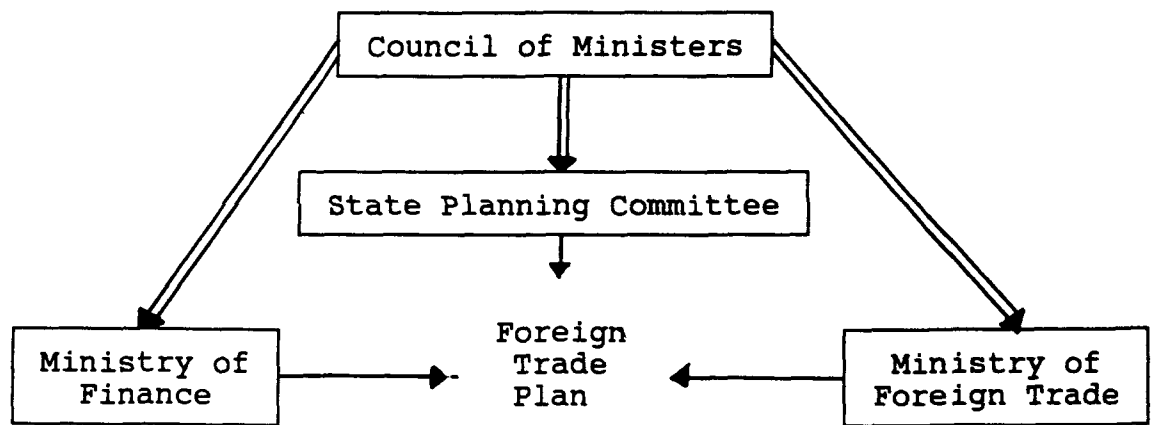 Council of Ministers
State Planning Committee
Ministry of
Finance
Foreign
Trade
Plan
Ministry of
Foreign Trade